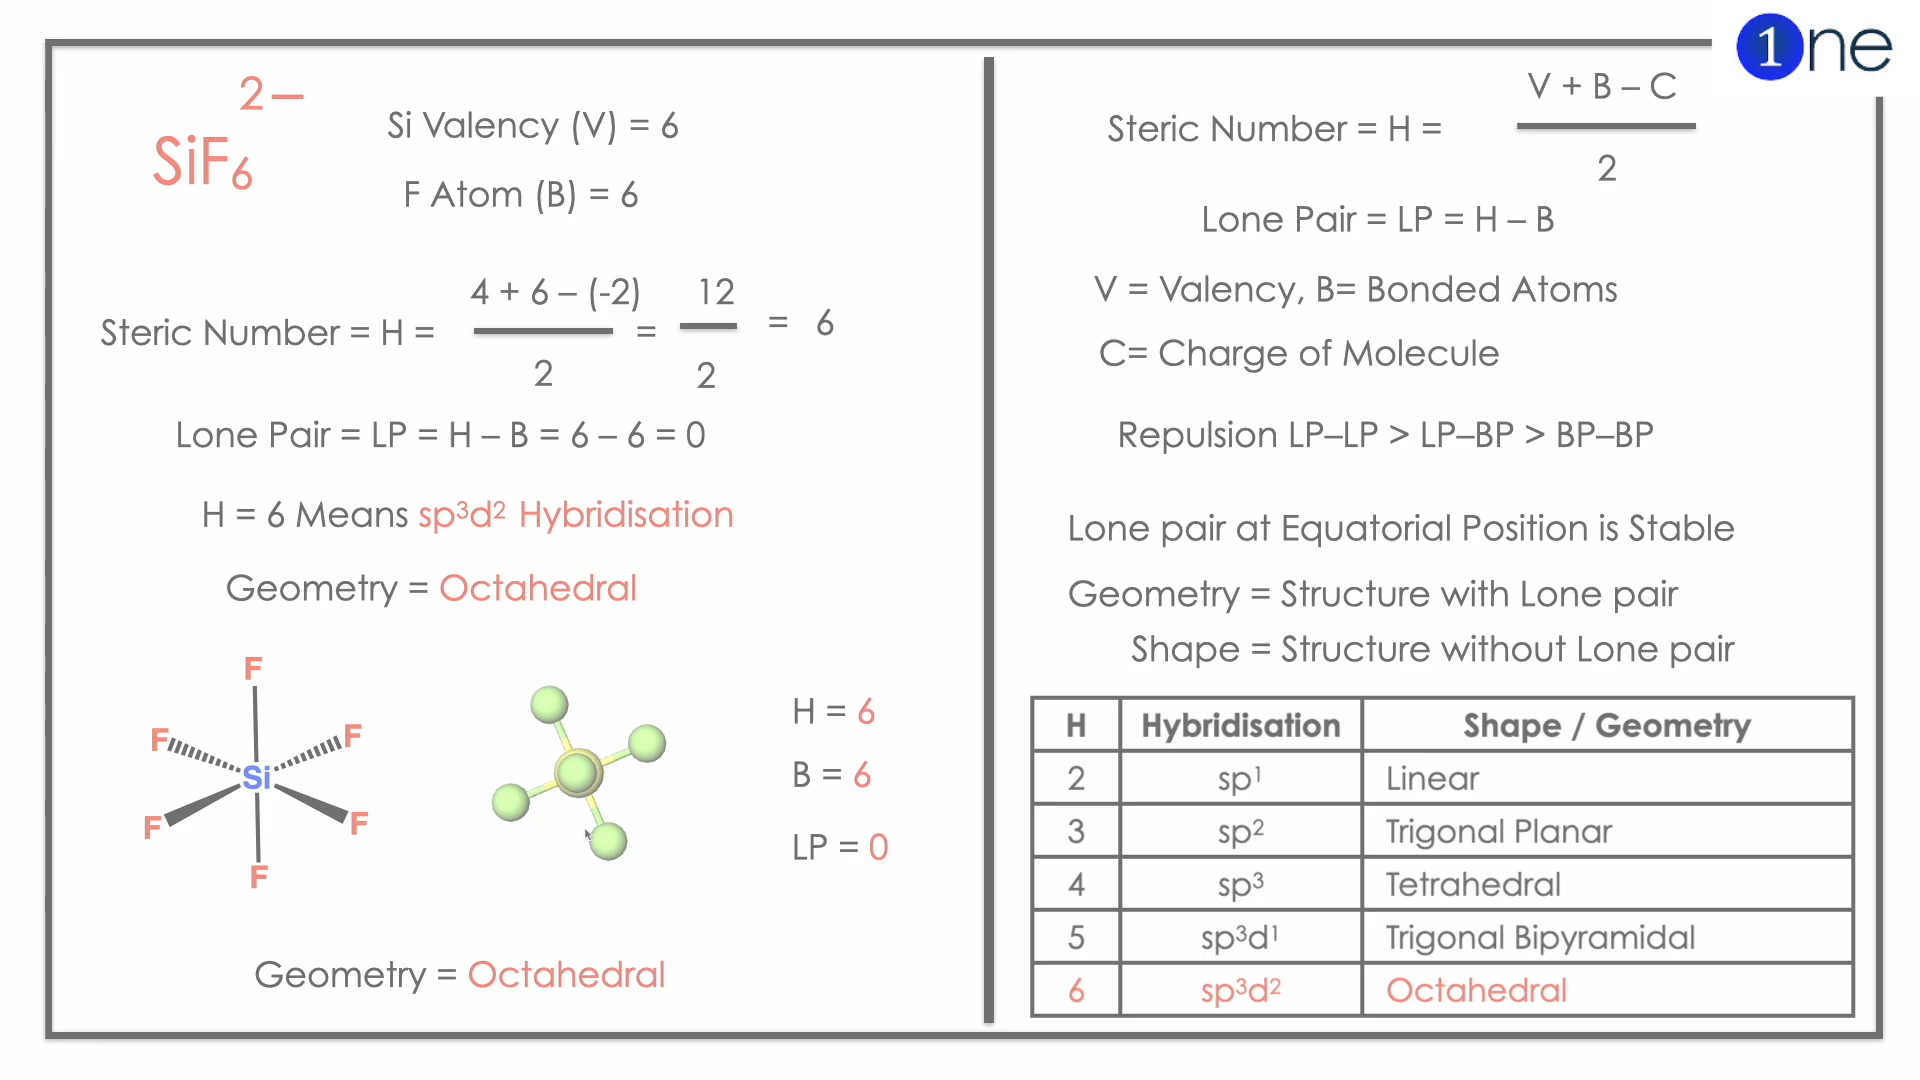 1ne
SiF₆²⁻
Si Valency (V) = 6
F Atom (B) = 6
Steric Number = H = 4 + 6 – (-2) / 2 = 12 / 2 = 6
Lone Pair = LP = H – B = 6 – 6 = 0
H = 6 Means sp³d² Hybridisation
Geometry = Octahedral
F
F F
Si
F F
F
H = 6
B = 6
LP = 0
Geometry = Octahedral
Steric Number = H = V + B – C / 2
Lone Pair = LP = H – B
V = Valency, B= Bonded Atoms
C= Charge of Molecule
Repulsion LP–LP > LP–BP > BP–BP
Lone pair at Equatorial Position is Stable
Geometry = Structure with Lone pair
Shape = Structure without Lone pair
H Hybridisation Shape / Geometry
2 sp¹ Linear
3 sp² Trigonal Planar
4 sp³ Tetrahedral
5 sp³d¹ Trigonal Bipyramidal
6 sp³d² Octahedral